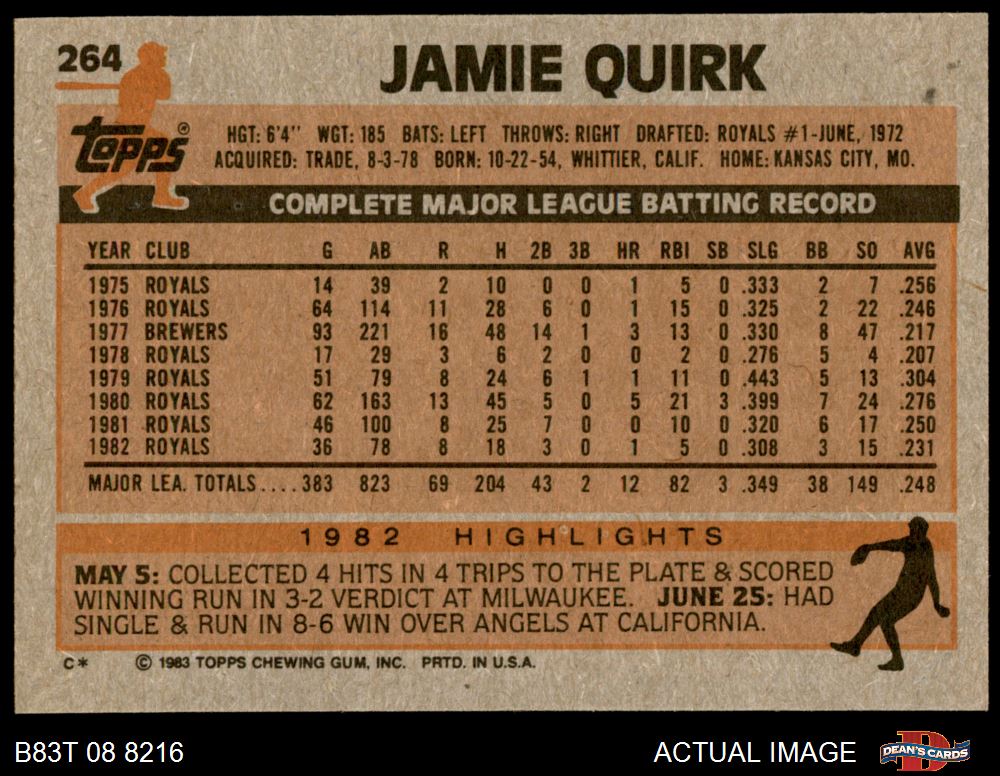 264
JAMIE QUIRK
Topps®
HGT: 6'4" WGT: 185 BATS: LEFT THROWS: RIGHT DRAFTED: ROYALS #1-JUNE, 1972
ACQUIRED: TRADE, 8-3-78 BORN: 10-22-54, WHITTIER, CALIF. HOME: KANSAS CITY, MO.
COMPLETE MAJOR LEAGUE BATTING RECORD
YEAR CLUB G AB R H 2B 3B HR RBI SB SLG BB SO AVG
1975 ROYALS 14 39 2 10 0 0 1 5 0 .333 2 7 .256
1976 ROYALS 64 114 11 28 6 0 1 15 0 .325 2 22 .246
1977 BREWERS 93 221 16 48 14 1 3 13 0 .330 8 47 .217
1978 ROYALS 17 29 3 6 2 0 0 2 0 .276 5 4 .207
1979 ROYALS 51 79 8 24 6 1 1 11 0 .443 5 13 .304
1980 ROYALS 62 163 13 45 5 0 5 21 3 .399 7 24 .276
1981 ROYALS 46 100 8 25 7 0 0 10 0 .320 6 17 .250
1982 ROYALS 36 78 8 18 3 0 1 5 0 .308 3 15 .231
MAJOR LEA. TOTALS....383 823 69 204 43 2 12 82 3 .349 38 149 .248
1982 HIGHLIGHTS
MAY 5: COLLECTED 4 HITS IN 4 TRIPS TO THE PLATE & SCORED
WINNING RUN IN 3-2 VERDICT AT MILWAUKEE. JUNE 25: HAD
SINGLE & RUN IN 8-6 WIN OVER ANGELS AT CALIFORNIA.
C* © 1983 TOPPS CHEWING GUM, INC. PRTD. IN U.S.A.
B83T 08 8216 ACTUAL IMAGE DEAN'S CARDS